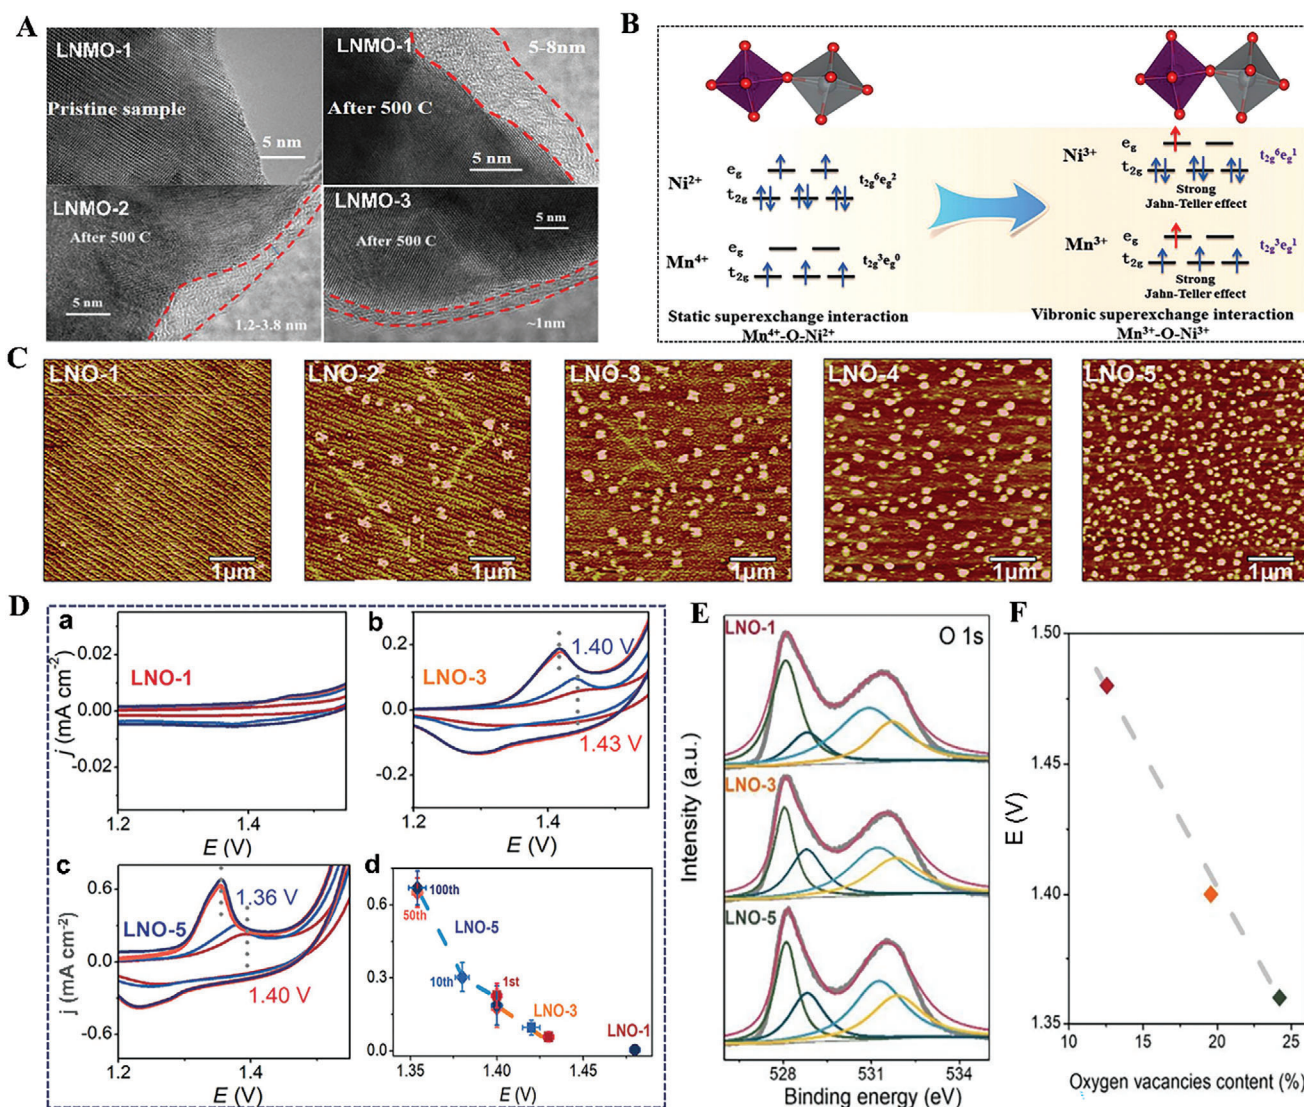 A
LNMO-1
Pristine sample
5 nm
LNMO-1
5-8nm
After 500 C
5 nm
LNMO-2
After 500 C
5 nm
1.2-3.8 nm
LNMO-3
5 nm
After 500 C
~1nm
B
Ni²⁺
e_g
t₂g
t₂g⁶e_g²
Mn⁴⁺
e_g
t₂g
t₂g³e_g⁰
Static superexchange interaction
Mn⁴⁺-O-Ni²⁺
Ni³⁺
e_g
t₂g
t₂g⁶e_g¹
Strong
Jahn-Teller effect
Mn³⁺
e_g
t₂g
t₂g³e_g¹
Strong
Jahn-Teller effect
Vibronic superexchange interaction
Mn³⁺-O-Ni³⁺
C
LNO-1
1µm
LNO-2
1µm
LNO-3
1µm
LNO-4
1µm
LNO-5
1µm
D
a
LNO-1
j (mA cm⁻²)
0.02
0.00
-0.02
1.2
1.4
E (V)
b
LNO-3
1.40 V
1.43 V
0.2
0.0
-0.2
1.2
1.4
E (V)
c
LNO-5
1.36 V
1.40 V
j (mA cm⁻²)
0.6
0.0
-0.6
1.2
1.4
E (V)
d
100th
50th
LNO-5
10th
1st
LNO-3
LNO-1
0.6
0.3
0.0
1.35
1.40
1.45
E
O 1s
LNO-1
LNO-3
LNO-5
Intensity (a.u.)
528
531
534
Binding energy (eV)
F
E (V)
1.50
1.45
1.40
1.35
10
15
20
25
Oxygen vacancies content (%)